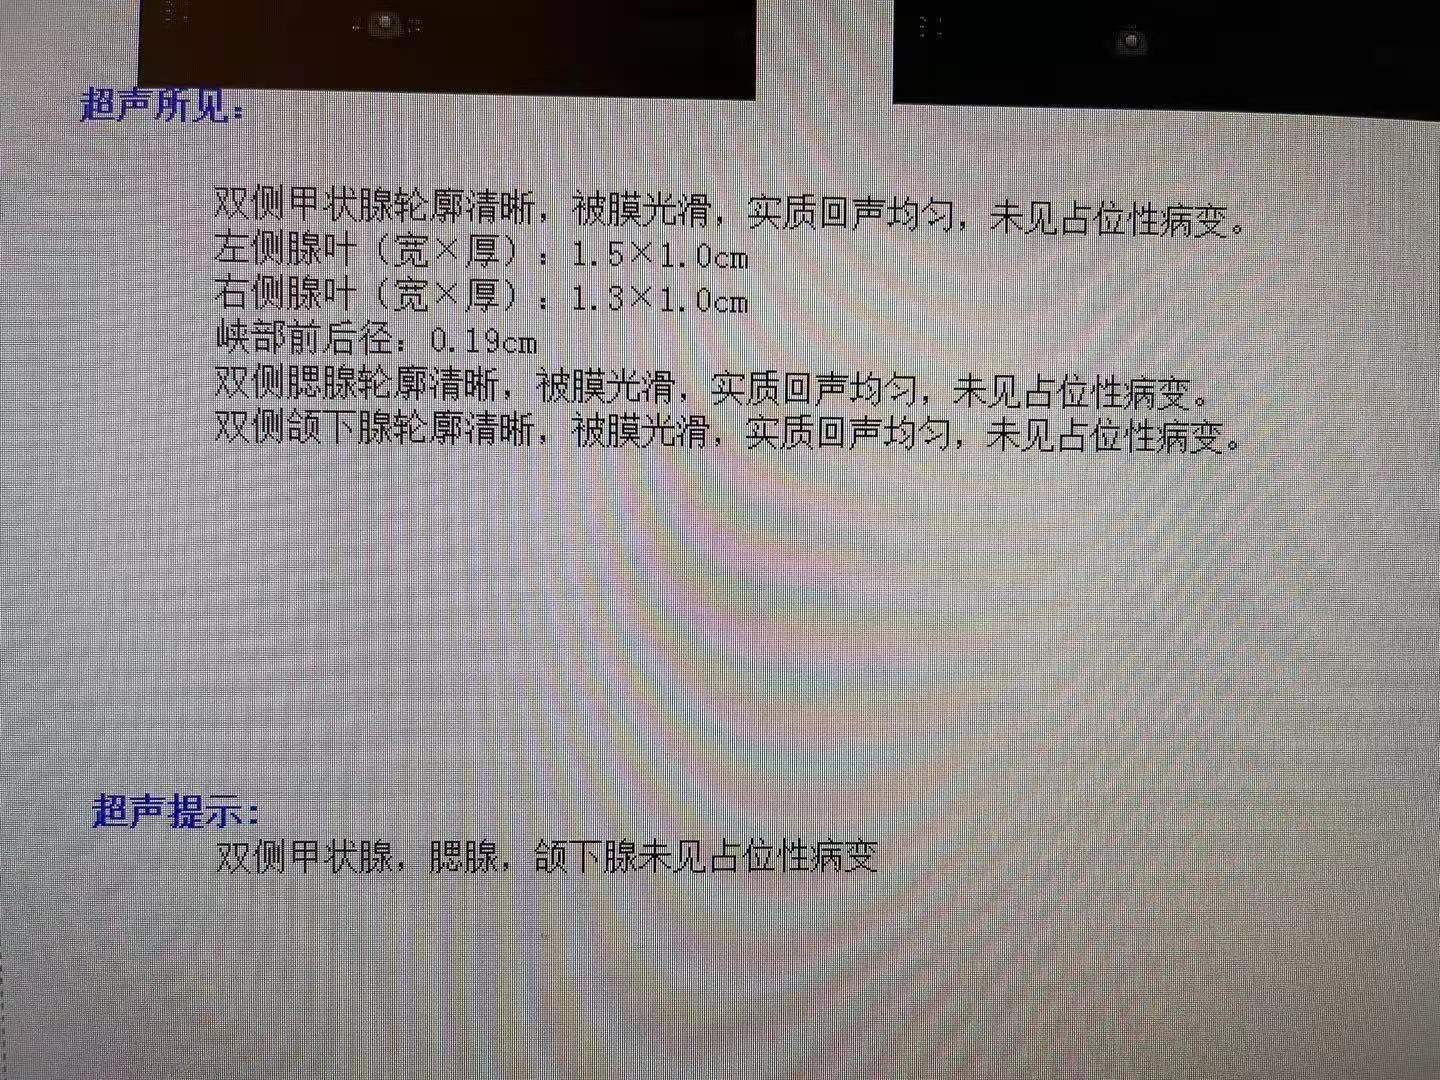 超声所见：
双侧甲状腺轮廓清晰，被膜光滑，实质回声均匀，未见占位性病变。
左侧腺叶（宽×厚）：1.5×1.0cm
右侧腺叶（宽×厚）：1.3×1.0cm
峡部前后径：0.19cm
双侧腮腺轮廓清晰，被膜光滑，实质回声均匀，未见占位性病变。
双侧颌下腺轮廓清晰，被膜光滑，实质回声均匀，未见占位性病变。
超声提示：
双侧甲状腺，腮腺，颌下腺未见占位性病变